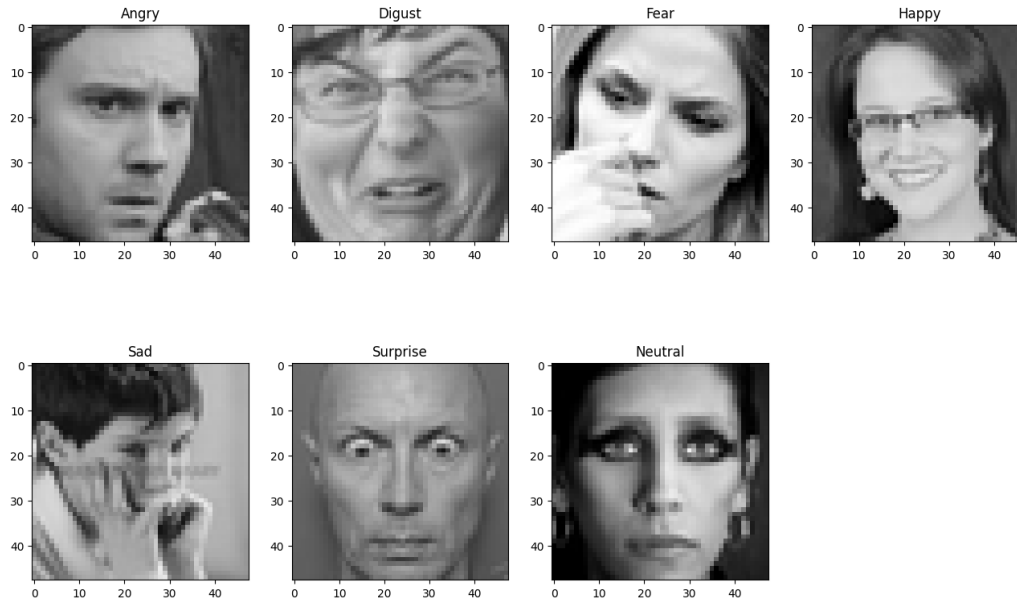 Angry Digust Fear Happy
0 0 0 0
10 10 10 10
20 20 20 20
30 30 30 30
40 40 40 40
0 10 20 30 40 0 10 20 30 40 0 10 20 30 40 0 10 20 30 40
Sad Surprise Neutral
0 0 0
10 10 10
20 20 20
30 30 30
40 40 40
0 10 20 30 40 0 10 20 30 40 0 10 20 30 40